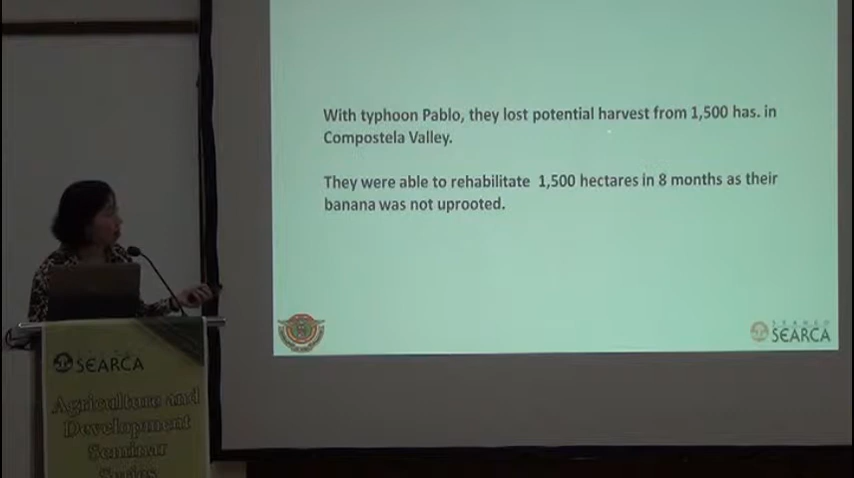 With typhoon Pablo, they lost potential harvest from 1,500 has. in
Compostela Valley.
They were able to rehabilitate 1,500 hectares in 8 months as their
banana was not uprooted.
SEARCA
SEARCA
Agriculture and
Development
Seminar
Series